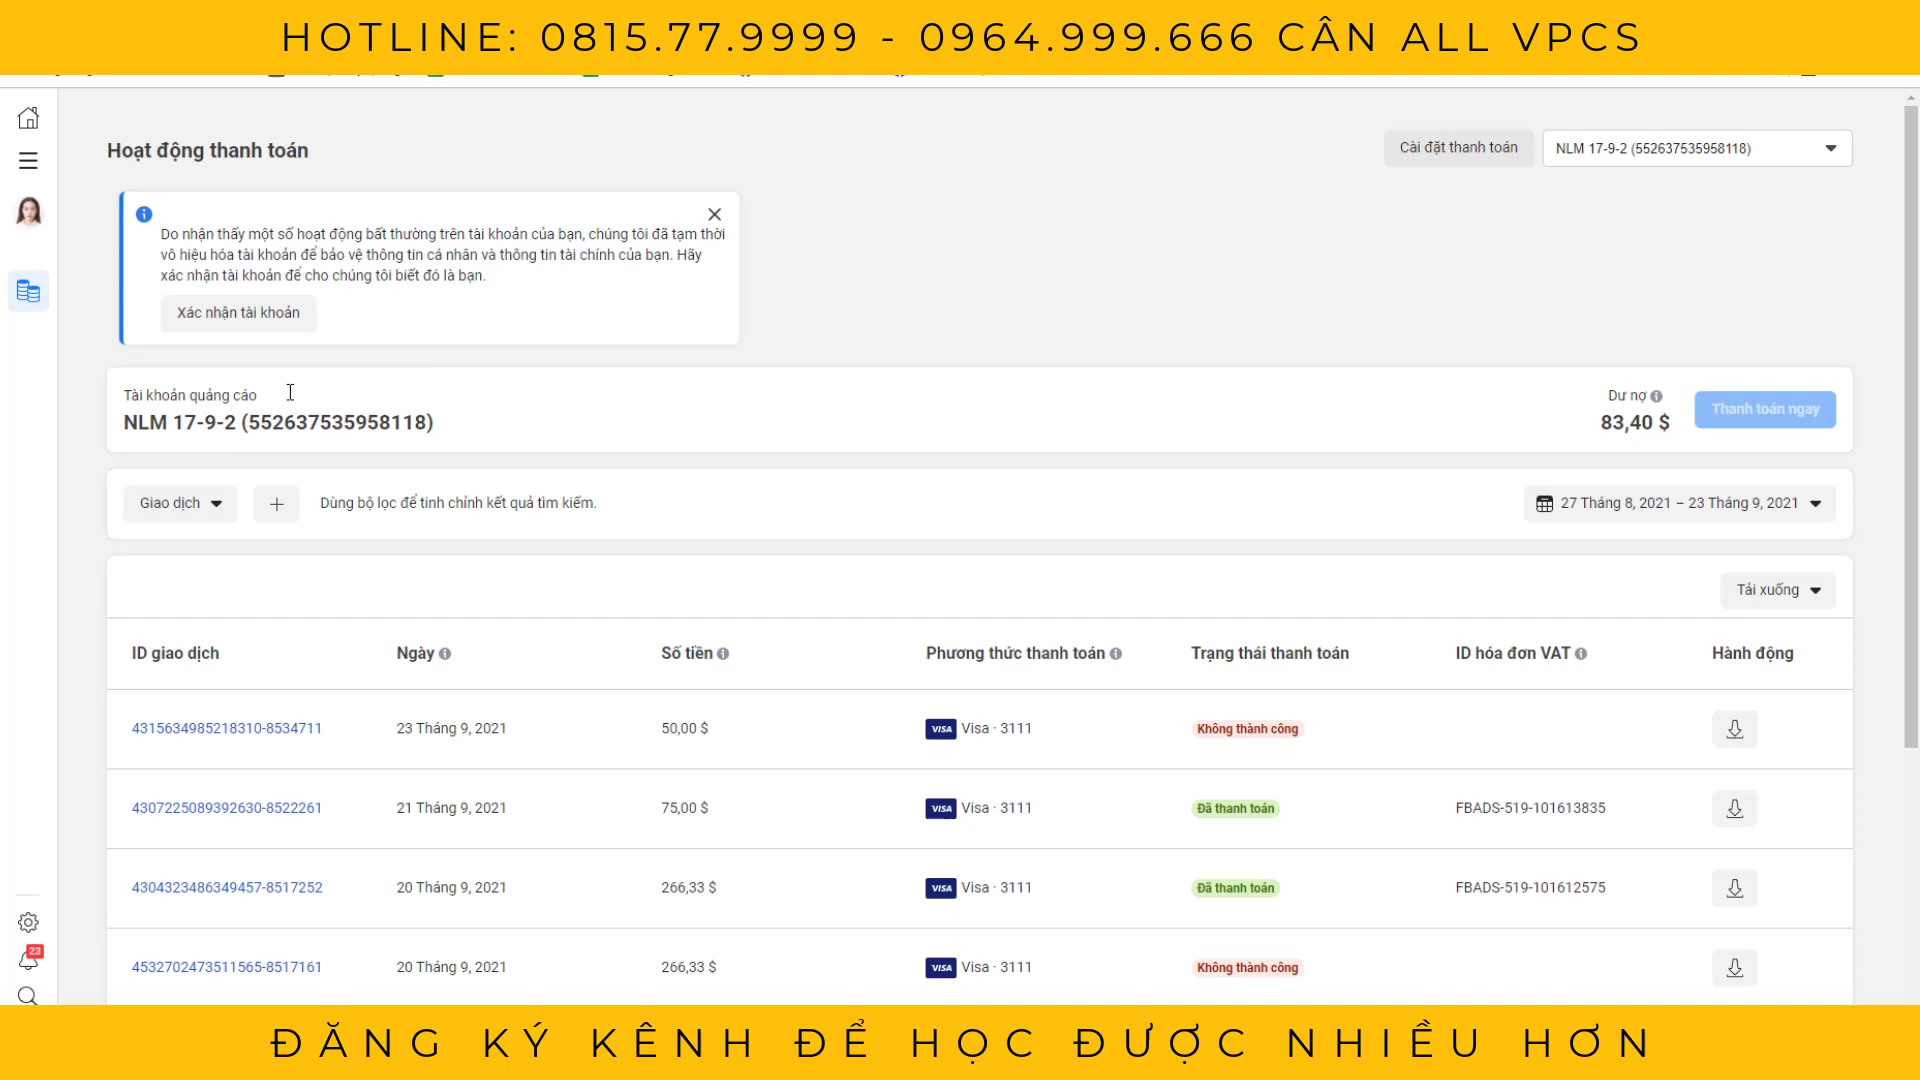 HOTLINE: 0815.77.9999 - 0964.999.666 CÂN ALL VPCS
Hoạt động thanh toán
Cài đặt thanh toán
NLM 17-9-2 (552637535958118)
Do nhận thấy một số hoạt động bất thường trên tài khoản của bạn, chúng tôi đã tạm thời
vô hiệu hóa tài khoản để bảo vệ thông tin cá nhân và thông tin tài chính của bạn. Hãy
xác nhận tài khoản để cho chúng tôi biết đó là bạn.
Xác nhận tài khoản
Tài khoản quảng cáo
NLM 17-9-2 (552637535958118)
Dư nợ
83,40 $
Thanh toán ngay
Giao dịch
Dùng bộ lọc để tinh chỉnh kết quả tìm kiếm.
27 Tháng 8, 2021 – 23 Tháng 9, 2021
Tải xuống
ID giao dịch Ngày Số tiền Phương thức thanh toán Trạng thái thanh toán ID hóa đơn VAT Hành động
4315634985218310-8534711 23 Tháng 9, 2021 50,00 $ VISA Visa · 3111 Không thành công
4307225089392630-8522261 21 Tháng 9, 2021 75,00 $ VISA Visa · 3111 Đã thanh toán FBADS-519-101613835
4304323486349457-8517252 20 Tháng 9, 2021 266,33 $ VISA Visa · 3111 Đã thanh toán FBADS-519-101612575
4532702473511565-8517161 20 Tháng 9, 2021 266,33 $ VISA Visa · 3111 Không thành công
23
ĐĂNG KÝ KÊNH ĐỂ HỌC ĐƯỢC NHIỀU HƠN